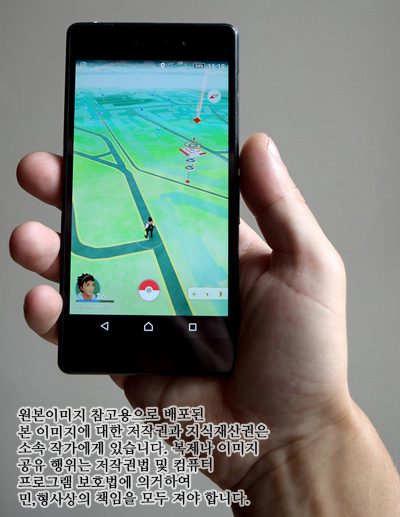 16:10
원본이미지 참고용으로 배포된
본 이미지에 대한 저작권과 지식재산권은
소속 작가에게 있습니다. 복제나 이미지
공유 행위는 저작권법 및 컴퓨터
프로그램 보호법에 의거하여
민,형사상의 책임을 모두 져야 합니다.